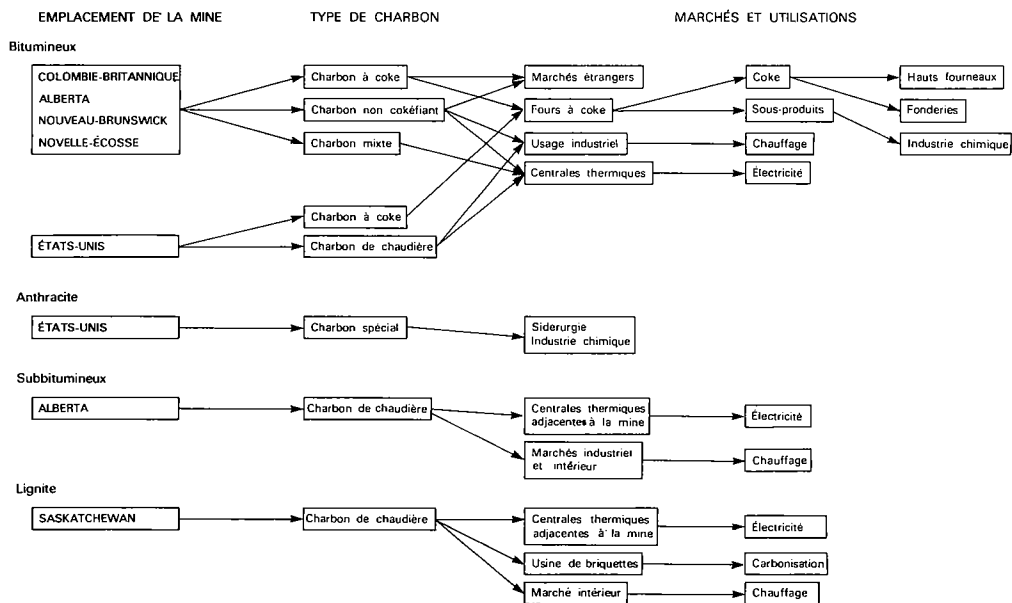 EMPLACEMENT DE LA MINE
TYPE DE CHARBON
MARCHÉS ET UTILISATIONS
Bitumineux
COLOMBIE-BRITANNIQUE
ALBERTA
NOUVEAU-BRUNSWICK
NOVELLE-ÉCOSSE
Charbon à coke
Charbon non cokéfiant
Charbon mixte
Marchés étrangers
Fours à coke
Usage industriel
Centrales thermiques
Coke
Sous-produits
Chauffage
Électricité
Hauts fourneaux
Fonderies
Industrie chimique
ÉTATS-UNIS
Charbon à coke
Charbon de chaudière
Anthracite
ÉTATS-UNIS
Charbon spécial
Siderurgie
Industrie chimique
Subbitumineux
ALBERTA
Charbon de chaudière
Centrales thermiques
adjacentes à la mine
Électricité
Marchés industriel
et intérieur
Chauffage
Lignite
SASKATCHEWAN
Charbon de chaudière
Centrales thermiques
adjacentes à la mine
Électricité
Usine de briquettes
Carbonisation
Marché intérieur
Chauffage